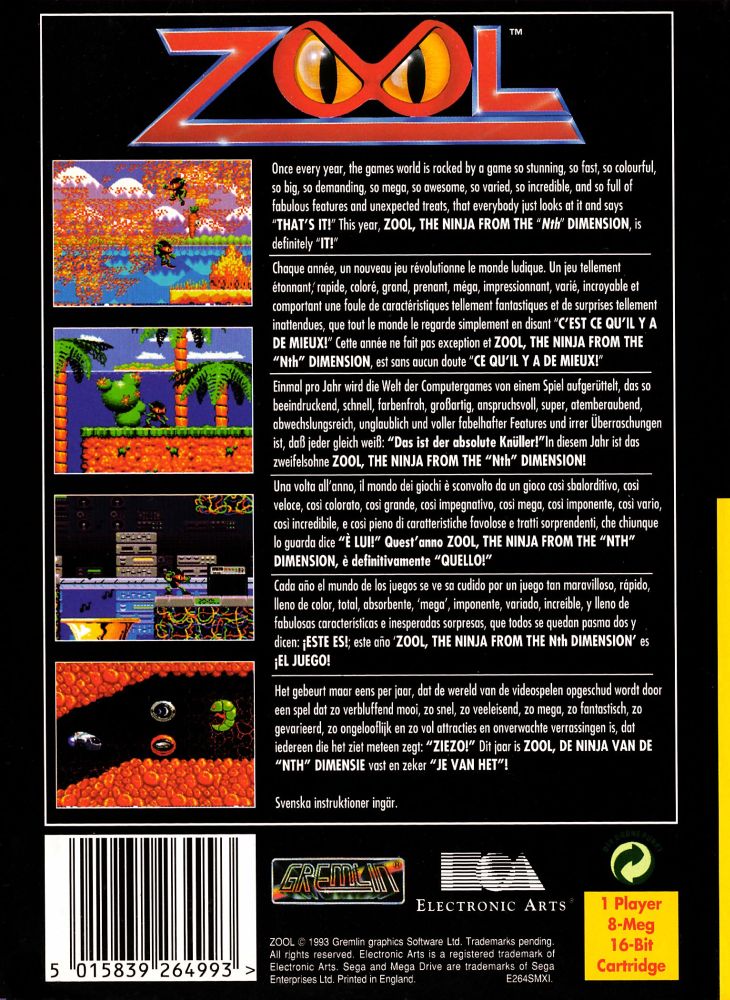 ZOOL™
Once every year, the games world is rocked by a game so stunning, so fast, so colourful,
so big, so demanding, so mega, so awesome, so varied, so incredible, and so full of
fabulous features and unexpected treats, that everybody just looks at it and says
"THAT'S IT!" This year, ZOOL, THE NINJA FROM THE "Nth" DIMENSION, is
definitely "IT!"
Chaque année, un nouveau jeu révolutionne le monde ludique. Un jeu tellement
étonnant, rapide, coloré, grand, prenant, méga, impressionnant, varié, incroyable et
comportant une foule de caractéristiques tellement fantastiques et de surprises tellement
inattendues, que tout le monde le regarde simplement en disant "C'EST CE QU'IL Y A
DE MIEUX!" Cette année ne fait pas exception et ZOOL, THE NINJA FROM THE
"Nth" DIMENSION, est sans aucun doute "CE QU'IL Y A DE MIEUX!"
Einmal pro Jahr wird die Welt der Computergames von einem Spiel aufgerüttelt, das so
beeindruckend, schnell, farbenfroh, großartig, anspruchsvoll, super, atemberaubend,
abwechslungsreich, unglaublich und voller fabelhafter Features und irrer Überraschungen
ist, daß jeder gleich weiß: "Das ist der absolute Knüller!"In diesem Jahr ist das
zweifelsohne ZOOL, THE NINJA FROM THE "Nth" DIMENSION!
Una volta all'anno, il mondo dei giochi è sconvolto da un gioco così sbalorditivo, così
veloce, così colorato, così grande, così impegnativo, così mega, così imponente, così vario,
così incredibile, e così pieno di caratteristiche favolose e tratti sorprendenti, che chiunque
lo guarda dice "È LUI!" Quest'anno ZOOL, THE NINJA FROM THE "NTH"
DIMENSION, è definitivamente "QUELLO!"
Cada año el mundo de los juegos se ve sa cudido por un juego tan maravilloso, rápido,
lleno de color, total, absorbente, 'mega', imponente, variado, increíble, y lleno de
fabulosas características e inesperadas sorpresas, que todos se quedan pasma dos y
dicen: ¡ESTE ES!; este año 'ZOOL, THE NINJA FROM THE Nth DIMENSION' es
¡EL JUEGO!
Het gebeurt maar eens per jaar, dat de wereld van de videospelen opgeschud wordt door
een spel dat zo verbluffend mooi, zo snel, zo veeleisend, zo mega, zo fantastisch, zo
gevarieerd, zo ongelooflijk en zo vol attracties en onverwachte verrassingen is, dat
iedereen die het ziet meteen zegt: "ZIEZO!" Dit jaar is ZOOL, DE NINJA VAN DE
"NTH" DIMENSIE vast en zeker "JE VAN HET"!
Svenska instruktioner ingår.
5 015839 264993 >
GREMLIN®
ELECTRONIC ARTS®
ZOOL © 1993 Gremlin graphics Software Ltd. Trademarks pending.
All rights reserved. Electronic Arts is a registered trademark of
Electronic Arts. Sega and Mega Drive are trademarks of Sega
Enterprises Ltd. Printed in England.
E264SMXI.
1 Player
8-Meg
16-Bit
Cartridge